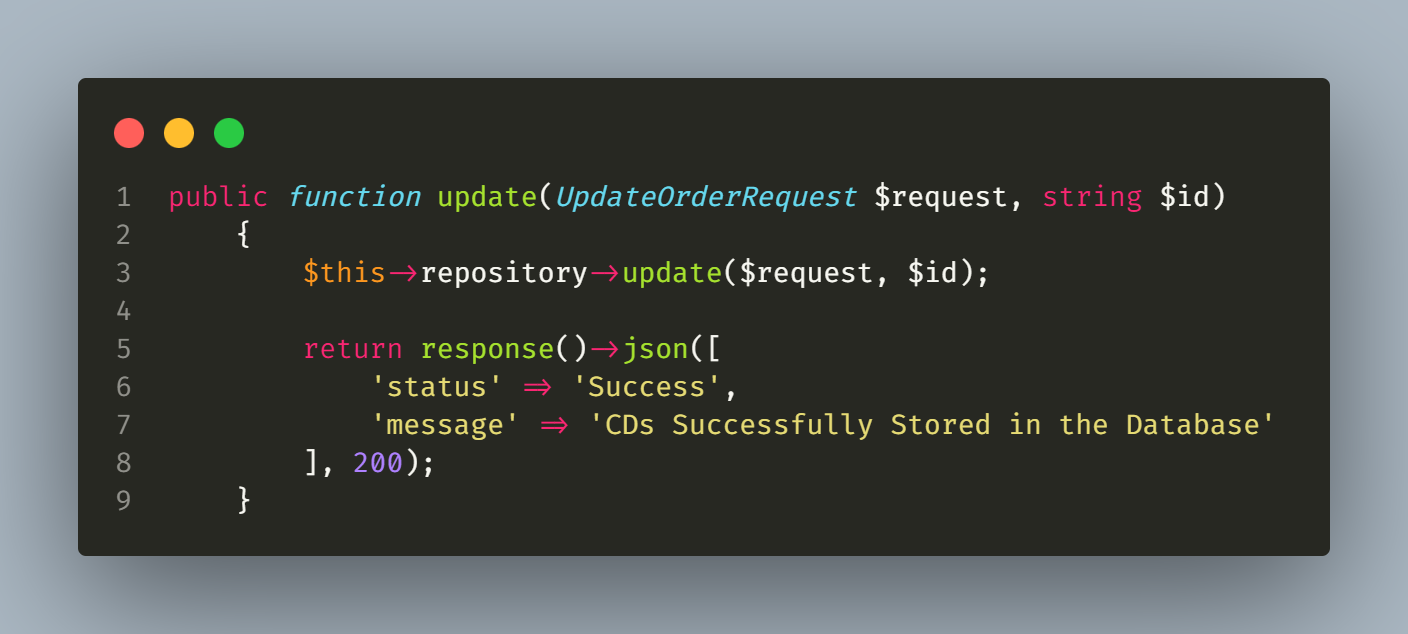 1 public function update(UpdateOrderRequest $request, string $id)
2     {
3         $this->repository->update($request, $id);
4
5         return response()->json([
6             'status' => 'Success',
7             'message' => 'CDs Successfully Stored in the Database'
8         ], 200);
9     }